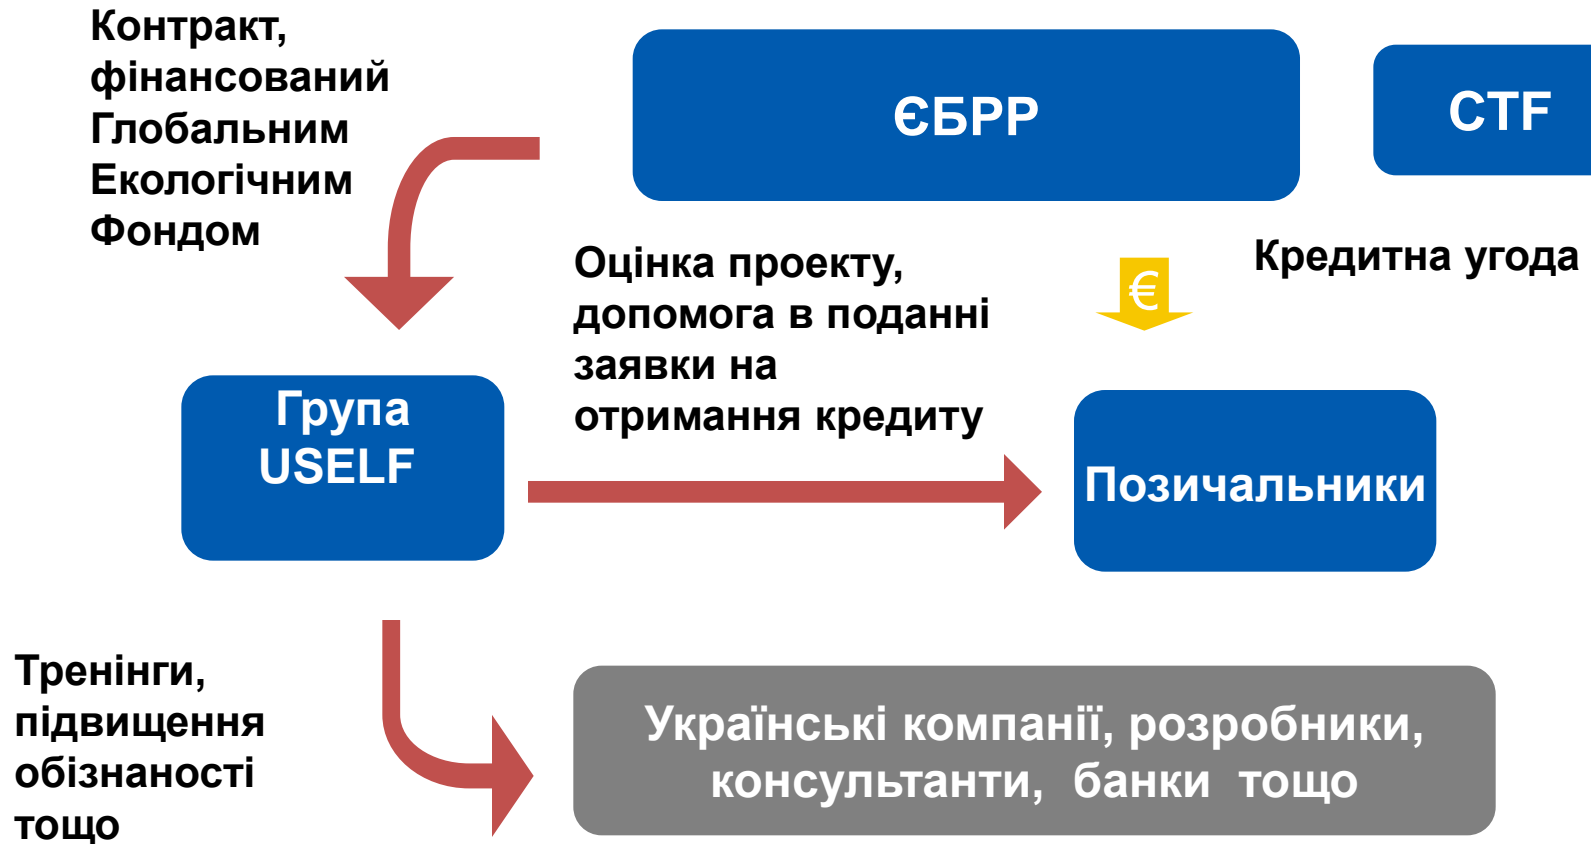 Контракт,
фінансований
Глобальним
Екологічним
Фондом
ЄБРР
CTF
Оцінка проекту,
допомога в поданні
заявки на
отримання кредиту
€
Кредитна угода
Група
USELF
Позичальники
Тренінги,
підвищення
обізнаності
тощо
Українські компанії, розробники,
консультанти, банки тощо